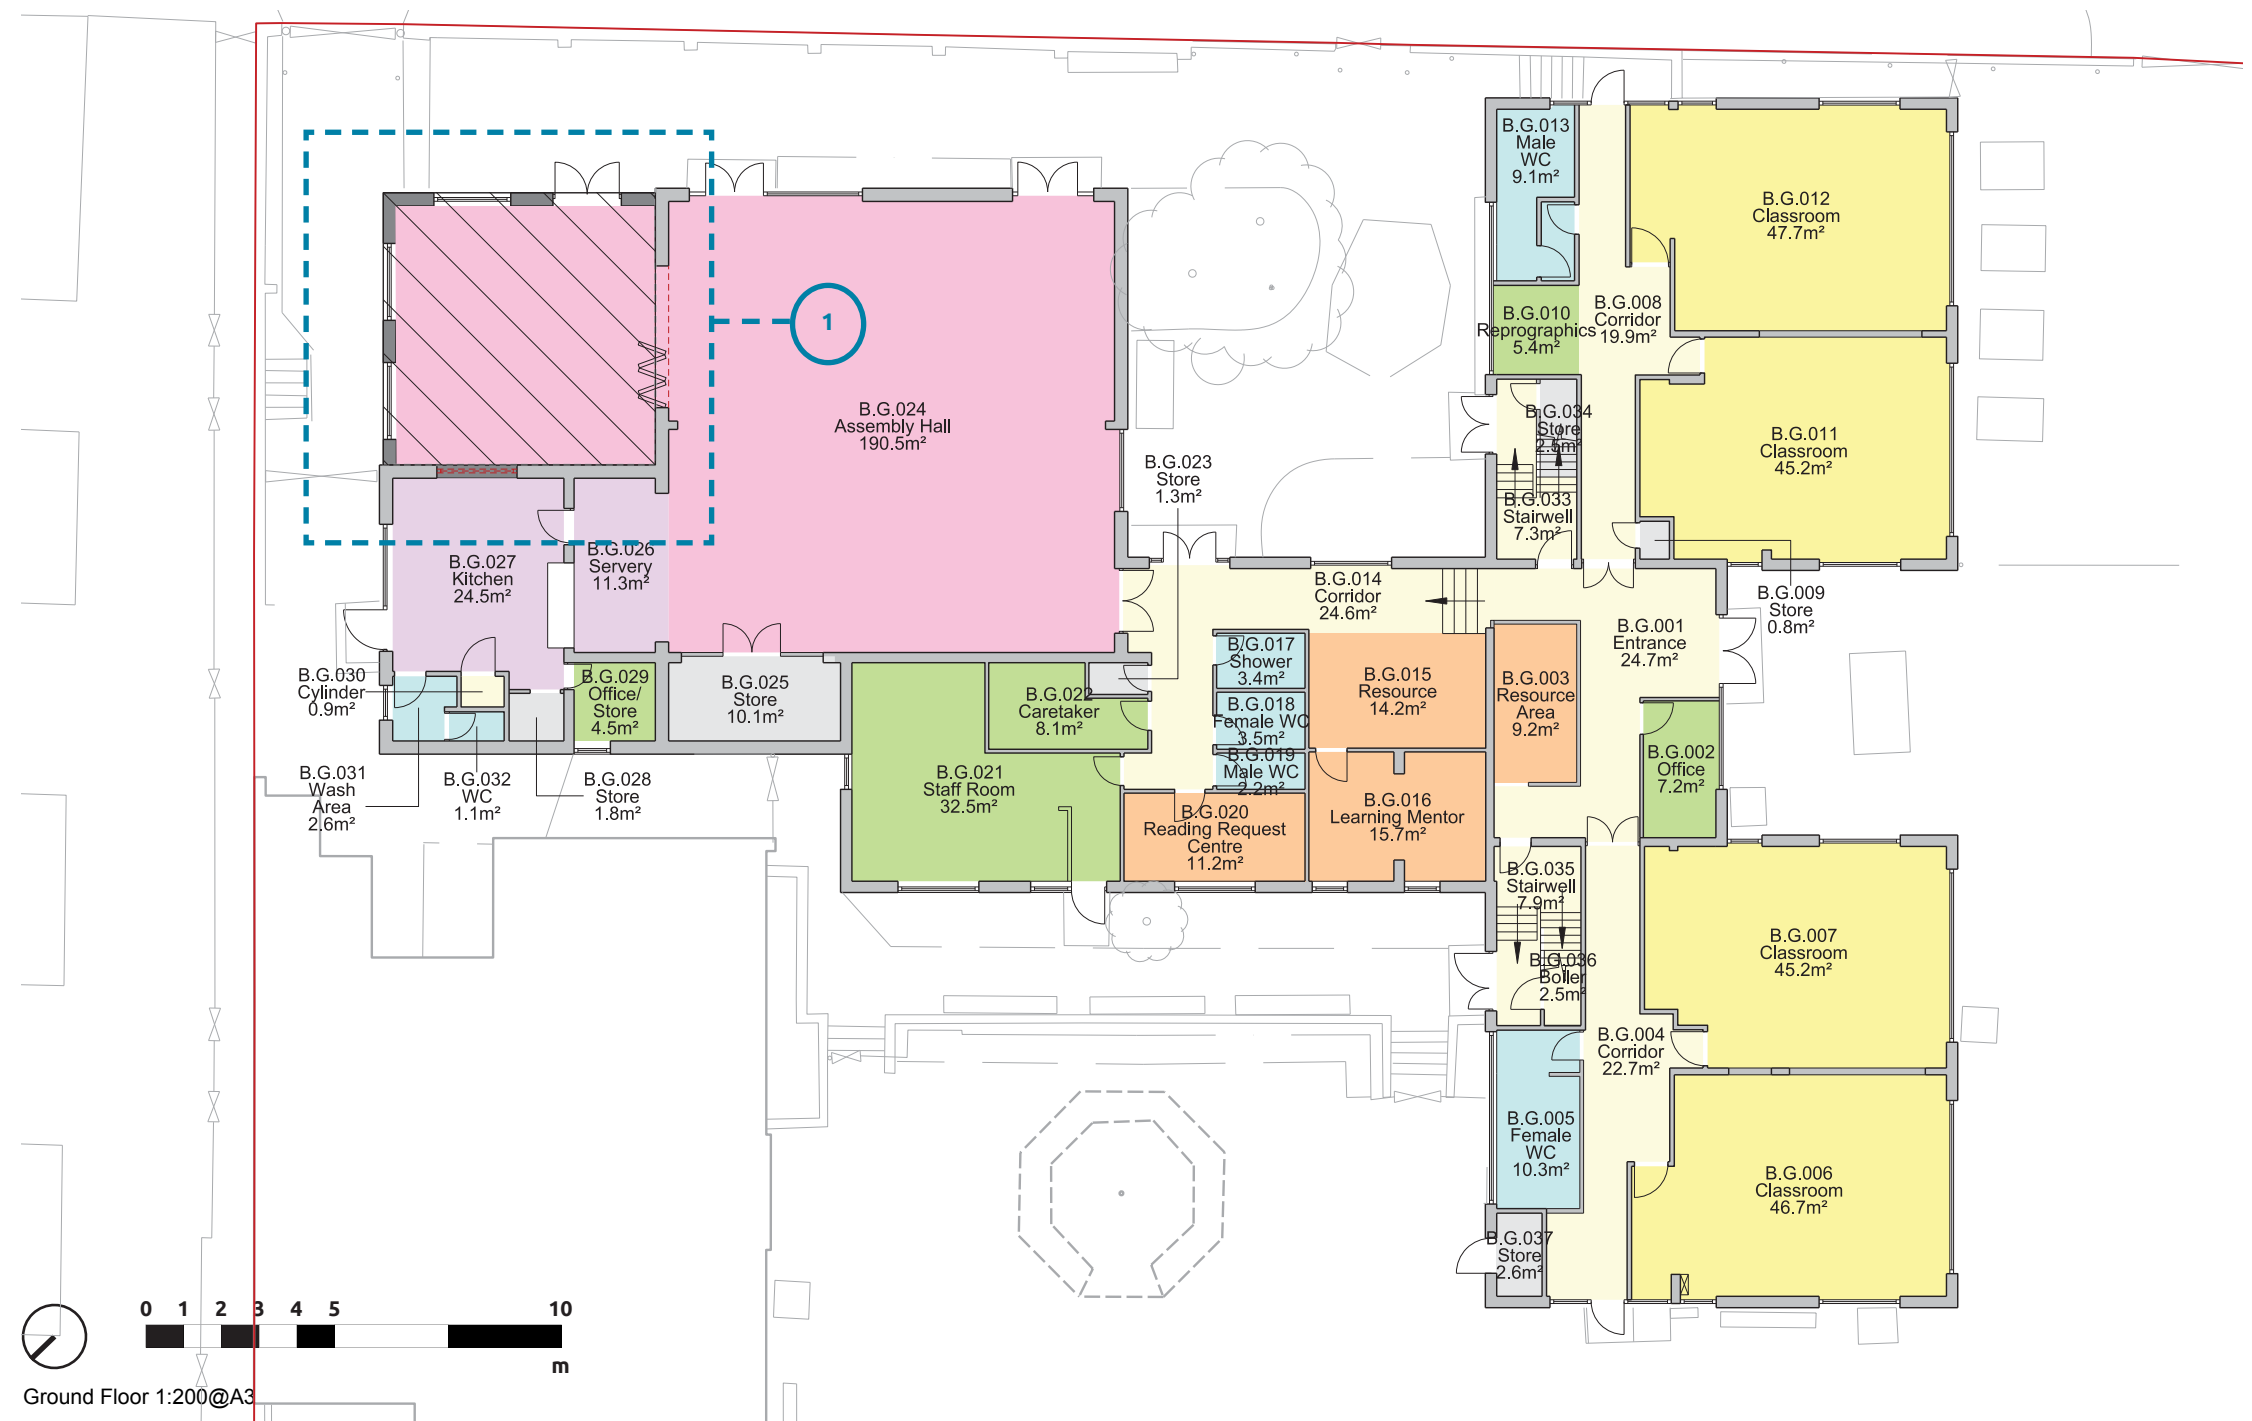 B.G.013
Male
WC
9.1m²
B.G.012
Classroom
47.7m²
B.G.010
Reprographics
5.4m²
B.G.008
Corridor
19.9m²
1
B.G.024
Assembly Hall
190.5m²
B.G.034
Store
2.5m²
B.G.011
Classroom
45.2m²
B.G.023
Store
1.3m²
B.G.033
Stairwell
7.3m²
B.G.027
Kitchen
24.5m²
B.G.026
Servery
11.3m²
B.G.014
Corridor
24.6m²
B.G.009
Store
0.8m²
B.G.001
Entrance
24.7m²
B.G.030
Cylinder
0.9m²
B.G.029
Office/
Store
4.5m²
B.G.025
Store
10.1m²
B.G.022
Caretaker
8.1m²
B.G.017
Shower
3.4m²
B.G.018
Female WC
3.5m²
B.G.019
Male WC
2.2m²
B.G.015
Resource
14.2m²
B.G.003
Resource
Area
9.2m²
B.G.002
Office
7.2m²
B.G.031
Wash
Area
2.6m²
B.G.032
WC
1.1m²
B.G.028
Store
1.8m²
B.G.021
Staff Room
32.5m²
B.G.020
Reading Request
Centre
11.2m²
B.G.016
Learning Mentor
15.7m²
B.G.035
Stairwell
7.9m²
B.G.036
Boiler
2.5m²
B.G.007
Classroom
45.2m²
B.G.004
Corridor
22.7m²
B.G.005
Female
WC
10.3m²
B.G.006
Classroom
46.7m²
B.G.037
Store
2.6m²
0 1 2 3 4 5 10
m
Ground Floor 1:200@A3